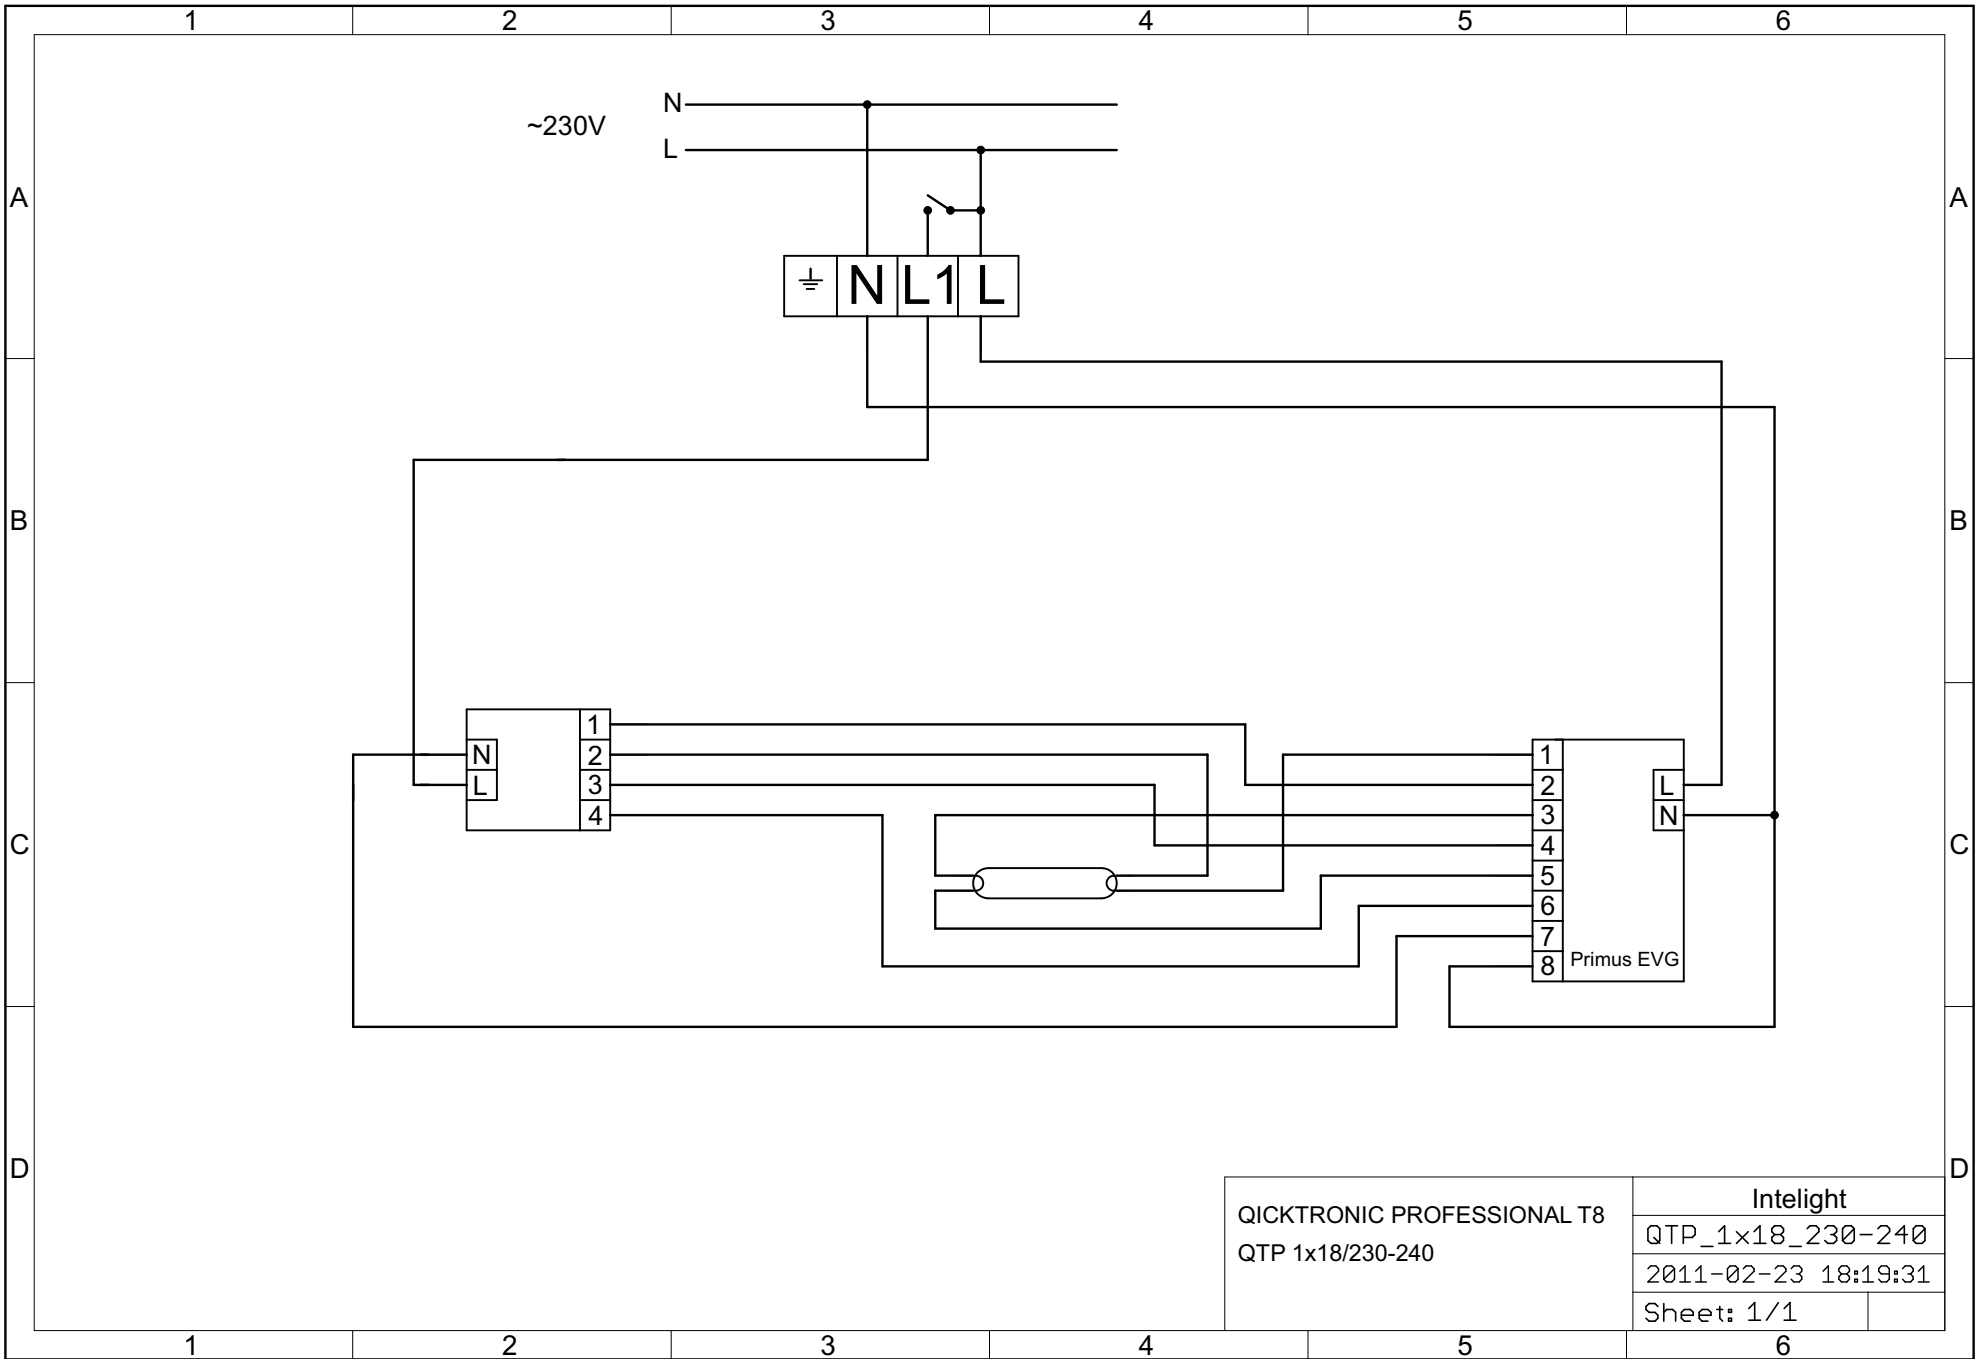 1 2 3 4 5 6
N
~230V
L
A A
N L1 L
B B
1
N 2 1
L 3 2 L
4 3 N
C 4 C
5
6
7
8 Primus EVG
D D
QICKTRONIC PROFESSIONAL T8
QTP 1x18/230-240
Intelight
QTP_1x18_230-240
2011-02-23 18:19:31
Sheet: 1/1
1 2 3 4 5 6